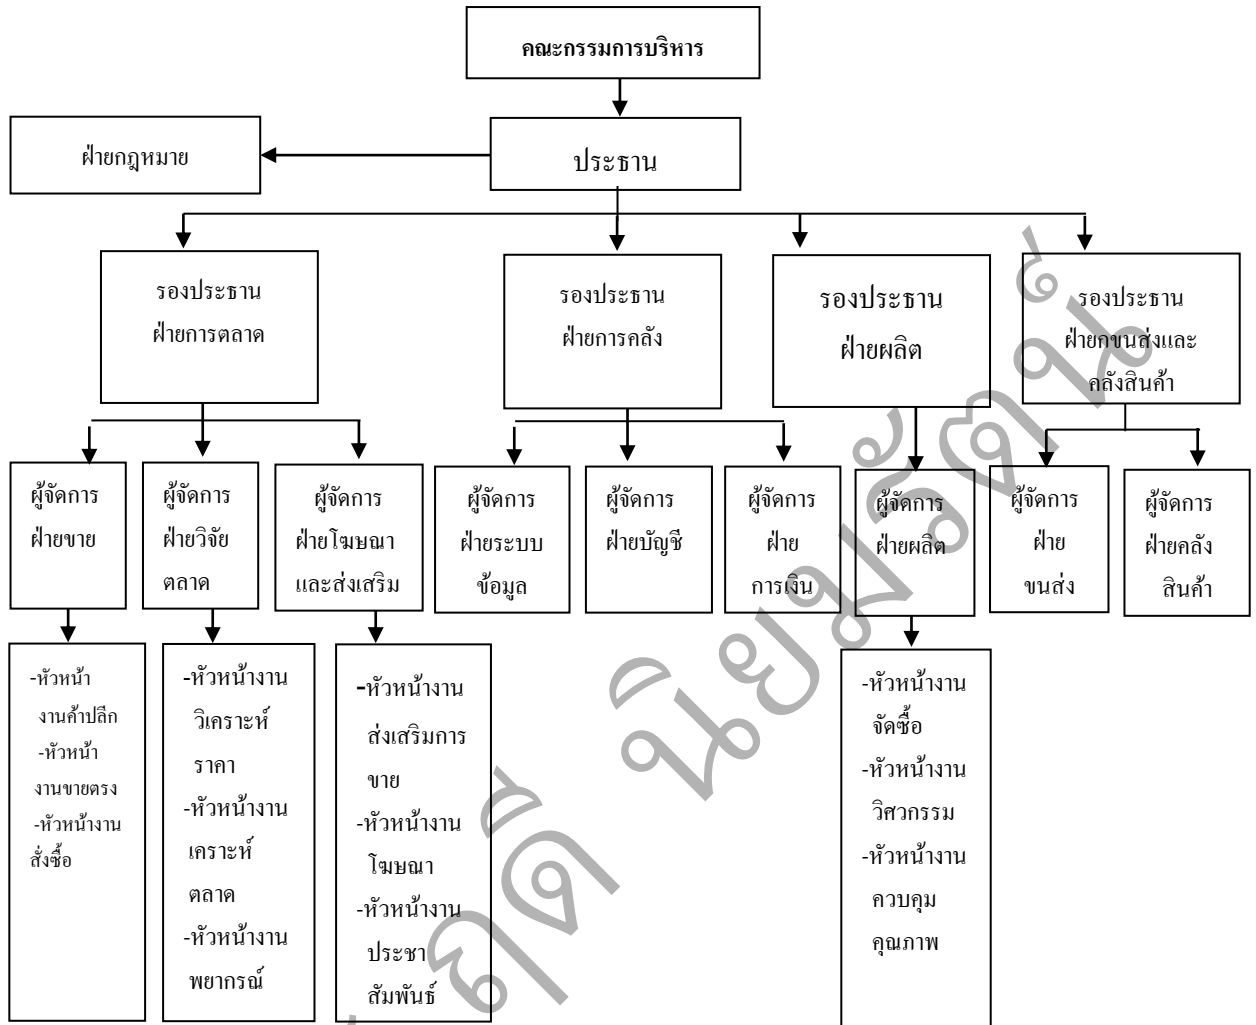 คณะกรรมการบริหาร
ฝ่ายกฎหมาย
ประธาน
รองประธาน
ฝ่ายการตลาด
รองประธาน
ฝ่ายการคลัง
รองประธาน
ฝ่ายผลิต
รองประธาน
ฝ่ายกขนส่งและ
คลังสินค้า
ผู้จัดการ
ฝ่ายขาย
ผู้จัดการ
ฝ่ายวิจัย
ตลาด
ผู้จัดการ
ฝ่ายโฆษณา
และส่งเสริม
ผู้จัดการ
ฝ่ายระบบ
ข้อมูล
ผู้จัดการ
ฝ่ายบัญชี
ผู้จัดการ
ฝ่าย
การเงิน
ผู้จัดการ
ฝ่ายผลิต
ผู้จัดการ
ฝ่าย
ขนส่ง
ผู้จัดการ
ฝ่ายคลัง
สินค้า
-หัวหน้า
งานค้าปลีก
-หัวหน้า
งานขายตรง
-หัวหน้างาน
สั่งซื้อ
-หัวหน้างาน
วิเคราะห์
ราคา
-หัวหน้างาน
เคราะห์
ตลาด
-หัวหน้างาน
พยากรณ์
-หัวหน้างาน
ส่งเสริมการ
ขาย
-หัวหน้างาน
โฆษณา
-หัวหน้างาน
ประชา
สัมพันธ์
-หัวหน้างาน
จัดซื้อ
-หัวหน้างาน
วิศวกรรม
-หัวหน้างาน
ควบคุม
คุณภาพ